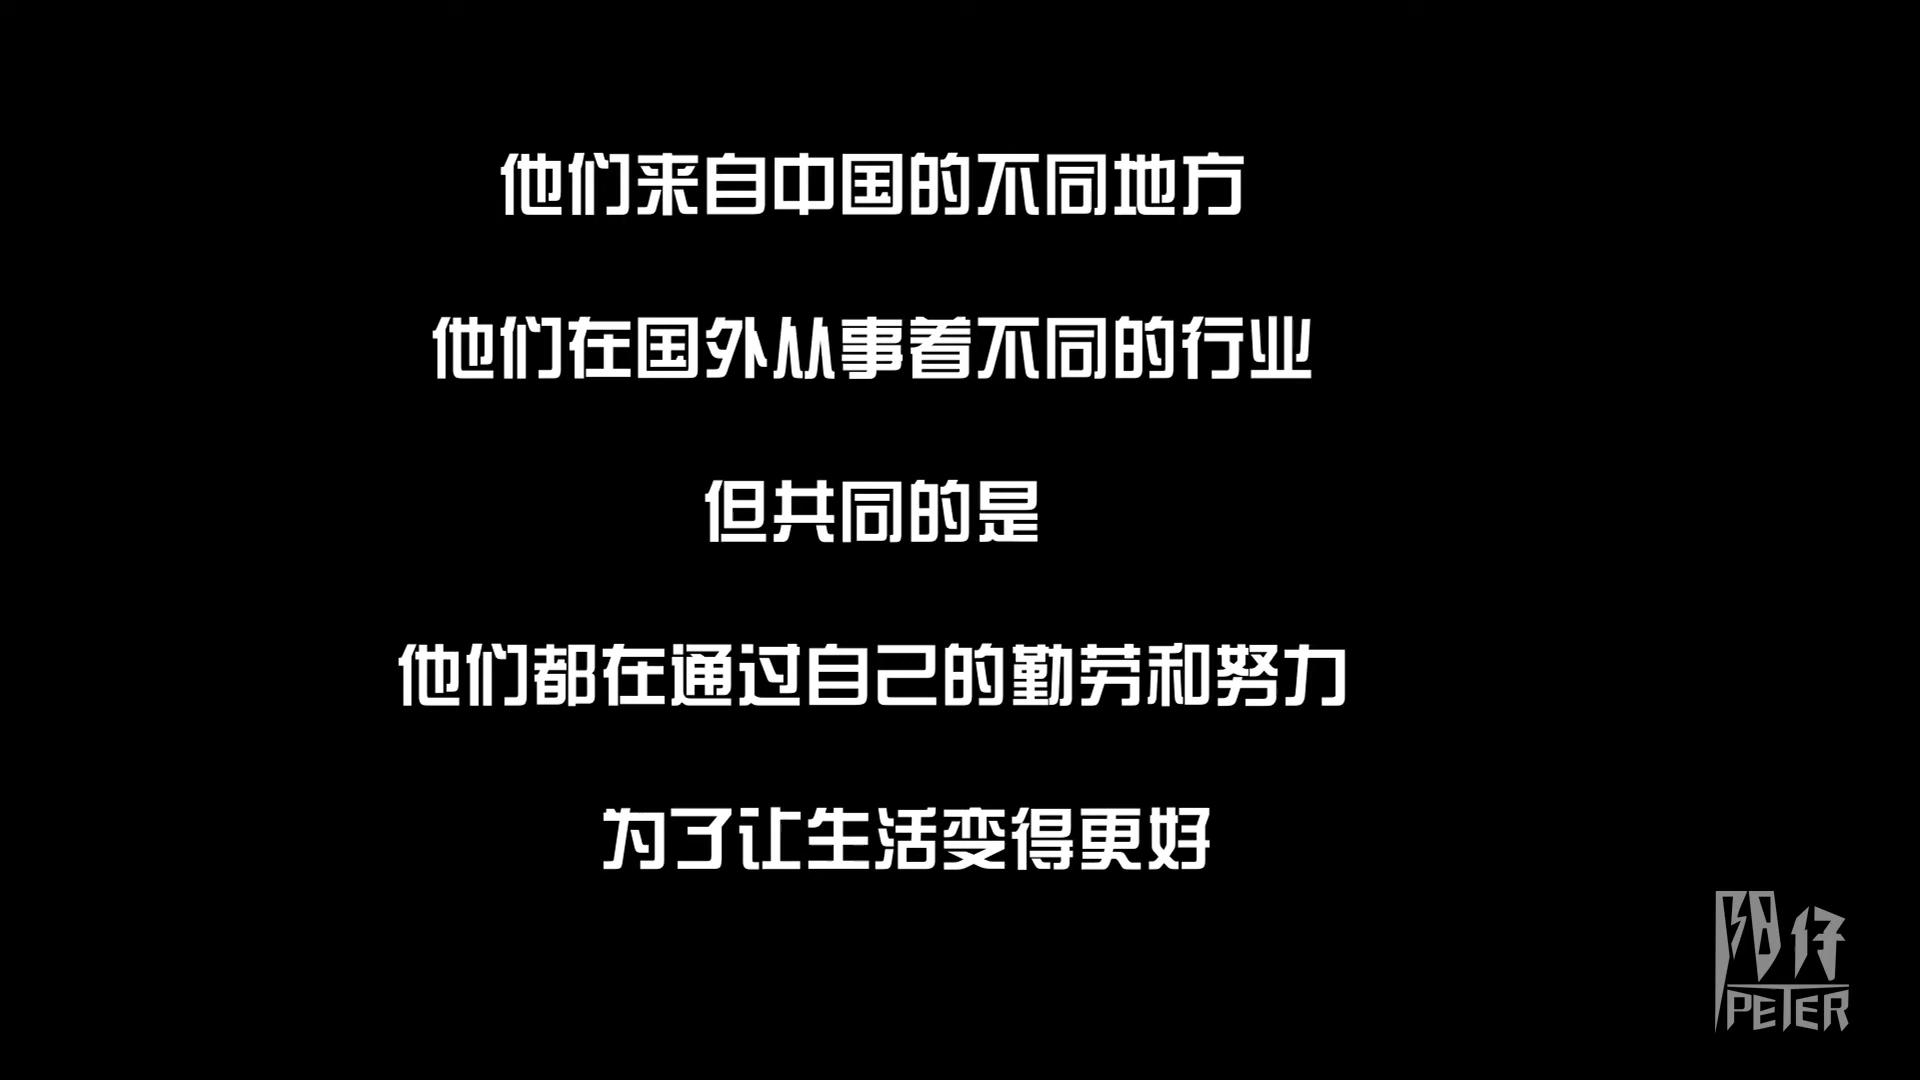 他们来自中国的不同地方
他们在国外从事着不同的行业
但共同的是
他们都在通过自己的勤劳和努力
为了让生活变得更好
阳仔
PETER